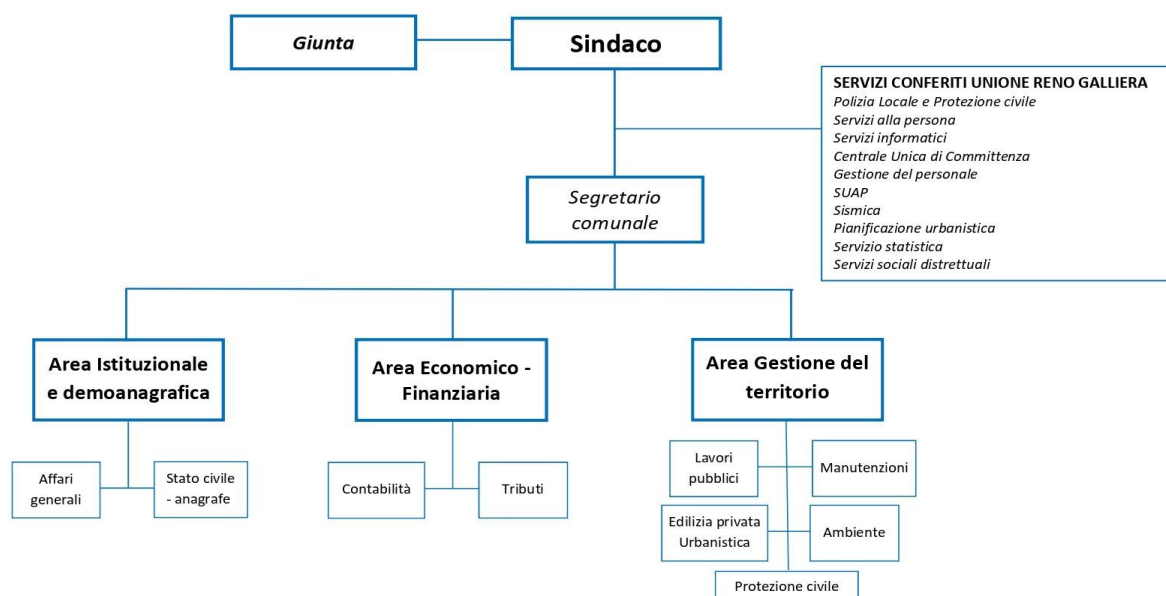 Giunta
Sindaco
SERVIZI CONFERITI UNIONE RENO GALLIERA
Polizia Locale e Protezione civile
Servizi alla persona
Servizi informatici
Centrale Unica di Committenza
Gestione del personale
SUAP
Sismica
Pianificazione urbanistica
Servizio statistica
Servizi sociali distrettuali
Segretario
comunale
Area Istituzionale
e demoanagrafica
Area Economico -
Finanziaria
Area Gestione del
territorio
Affari
generali
Stato civile
- anagrafe
Contabilità
Tributi
Lavori
pubblici
Manutenzioni
Edilizia privata
Urbanistica
Ambiente
Protezione civile